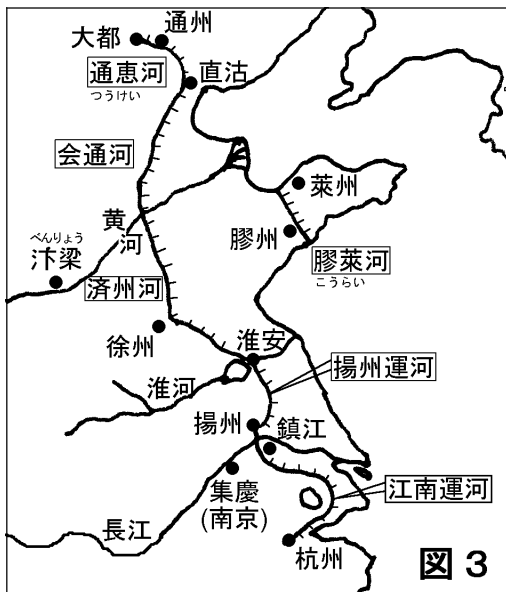 通州
大都
通恵河
つうけい
直沽
会通河
萊州
黄河
膠州
べんりょう
汴梁
膠萊河
こうらい
済州河
徐州
淮安
揚州運河
淮河
揚州
鎮江
集慶
(南京)
江南運河
長江
杭州
図3